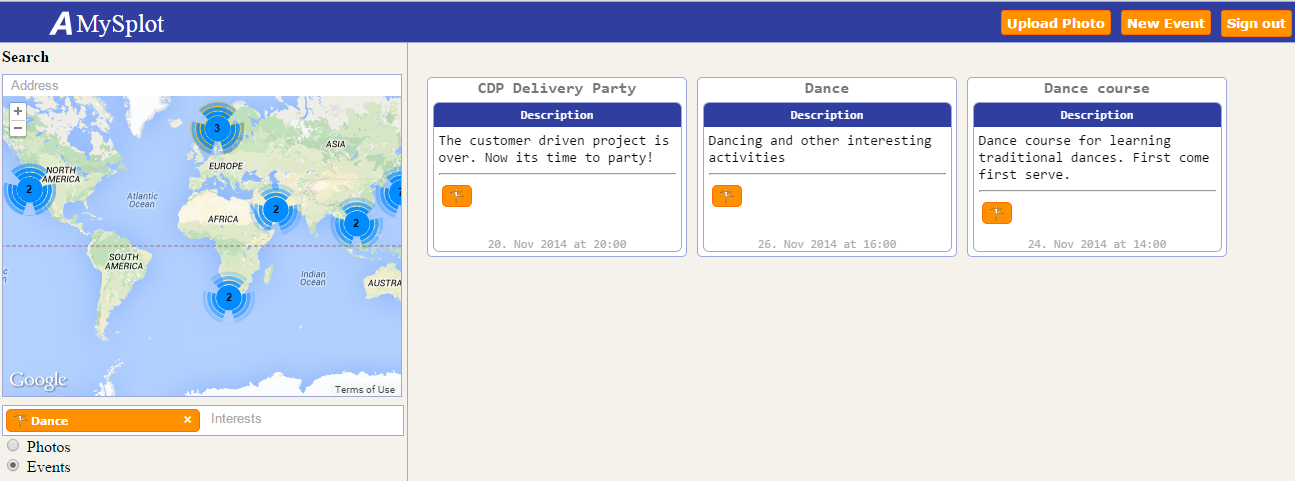 A MySplot
Upload Photo
New Event
Sign out
Search
Address
+
−
3
ASIA
EUROPE
NORTH
AMERICA
2
Atlantic
Ocean
AFRICA
2
2
7
SOUTH
AMERICA
Indian
Ocean
AUSTRA
2
Google
Terms of Use
Dance ×
Interests
Photos
Events
CDP Delivery Party
Description
The customer driven project is
over. Now its time to party!
20. Nov 2014 at 20:00
Dance
Description
Dancing and other interesting
activities
26. Nov 2014 at 16:00
Dance course
Description
Dance course for learning
traditional dances. First come
first serve.
24. Nov 2014 at 14:00